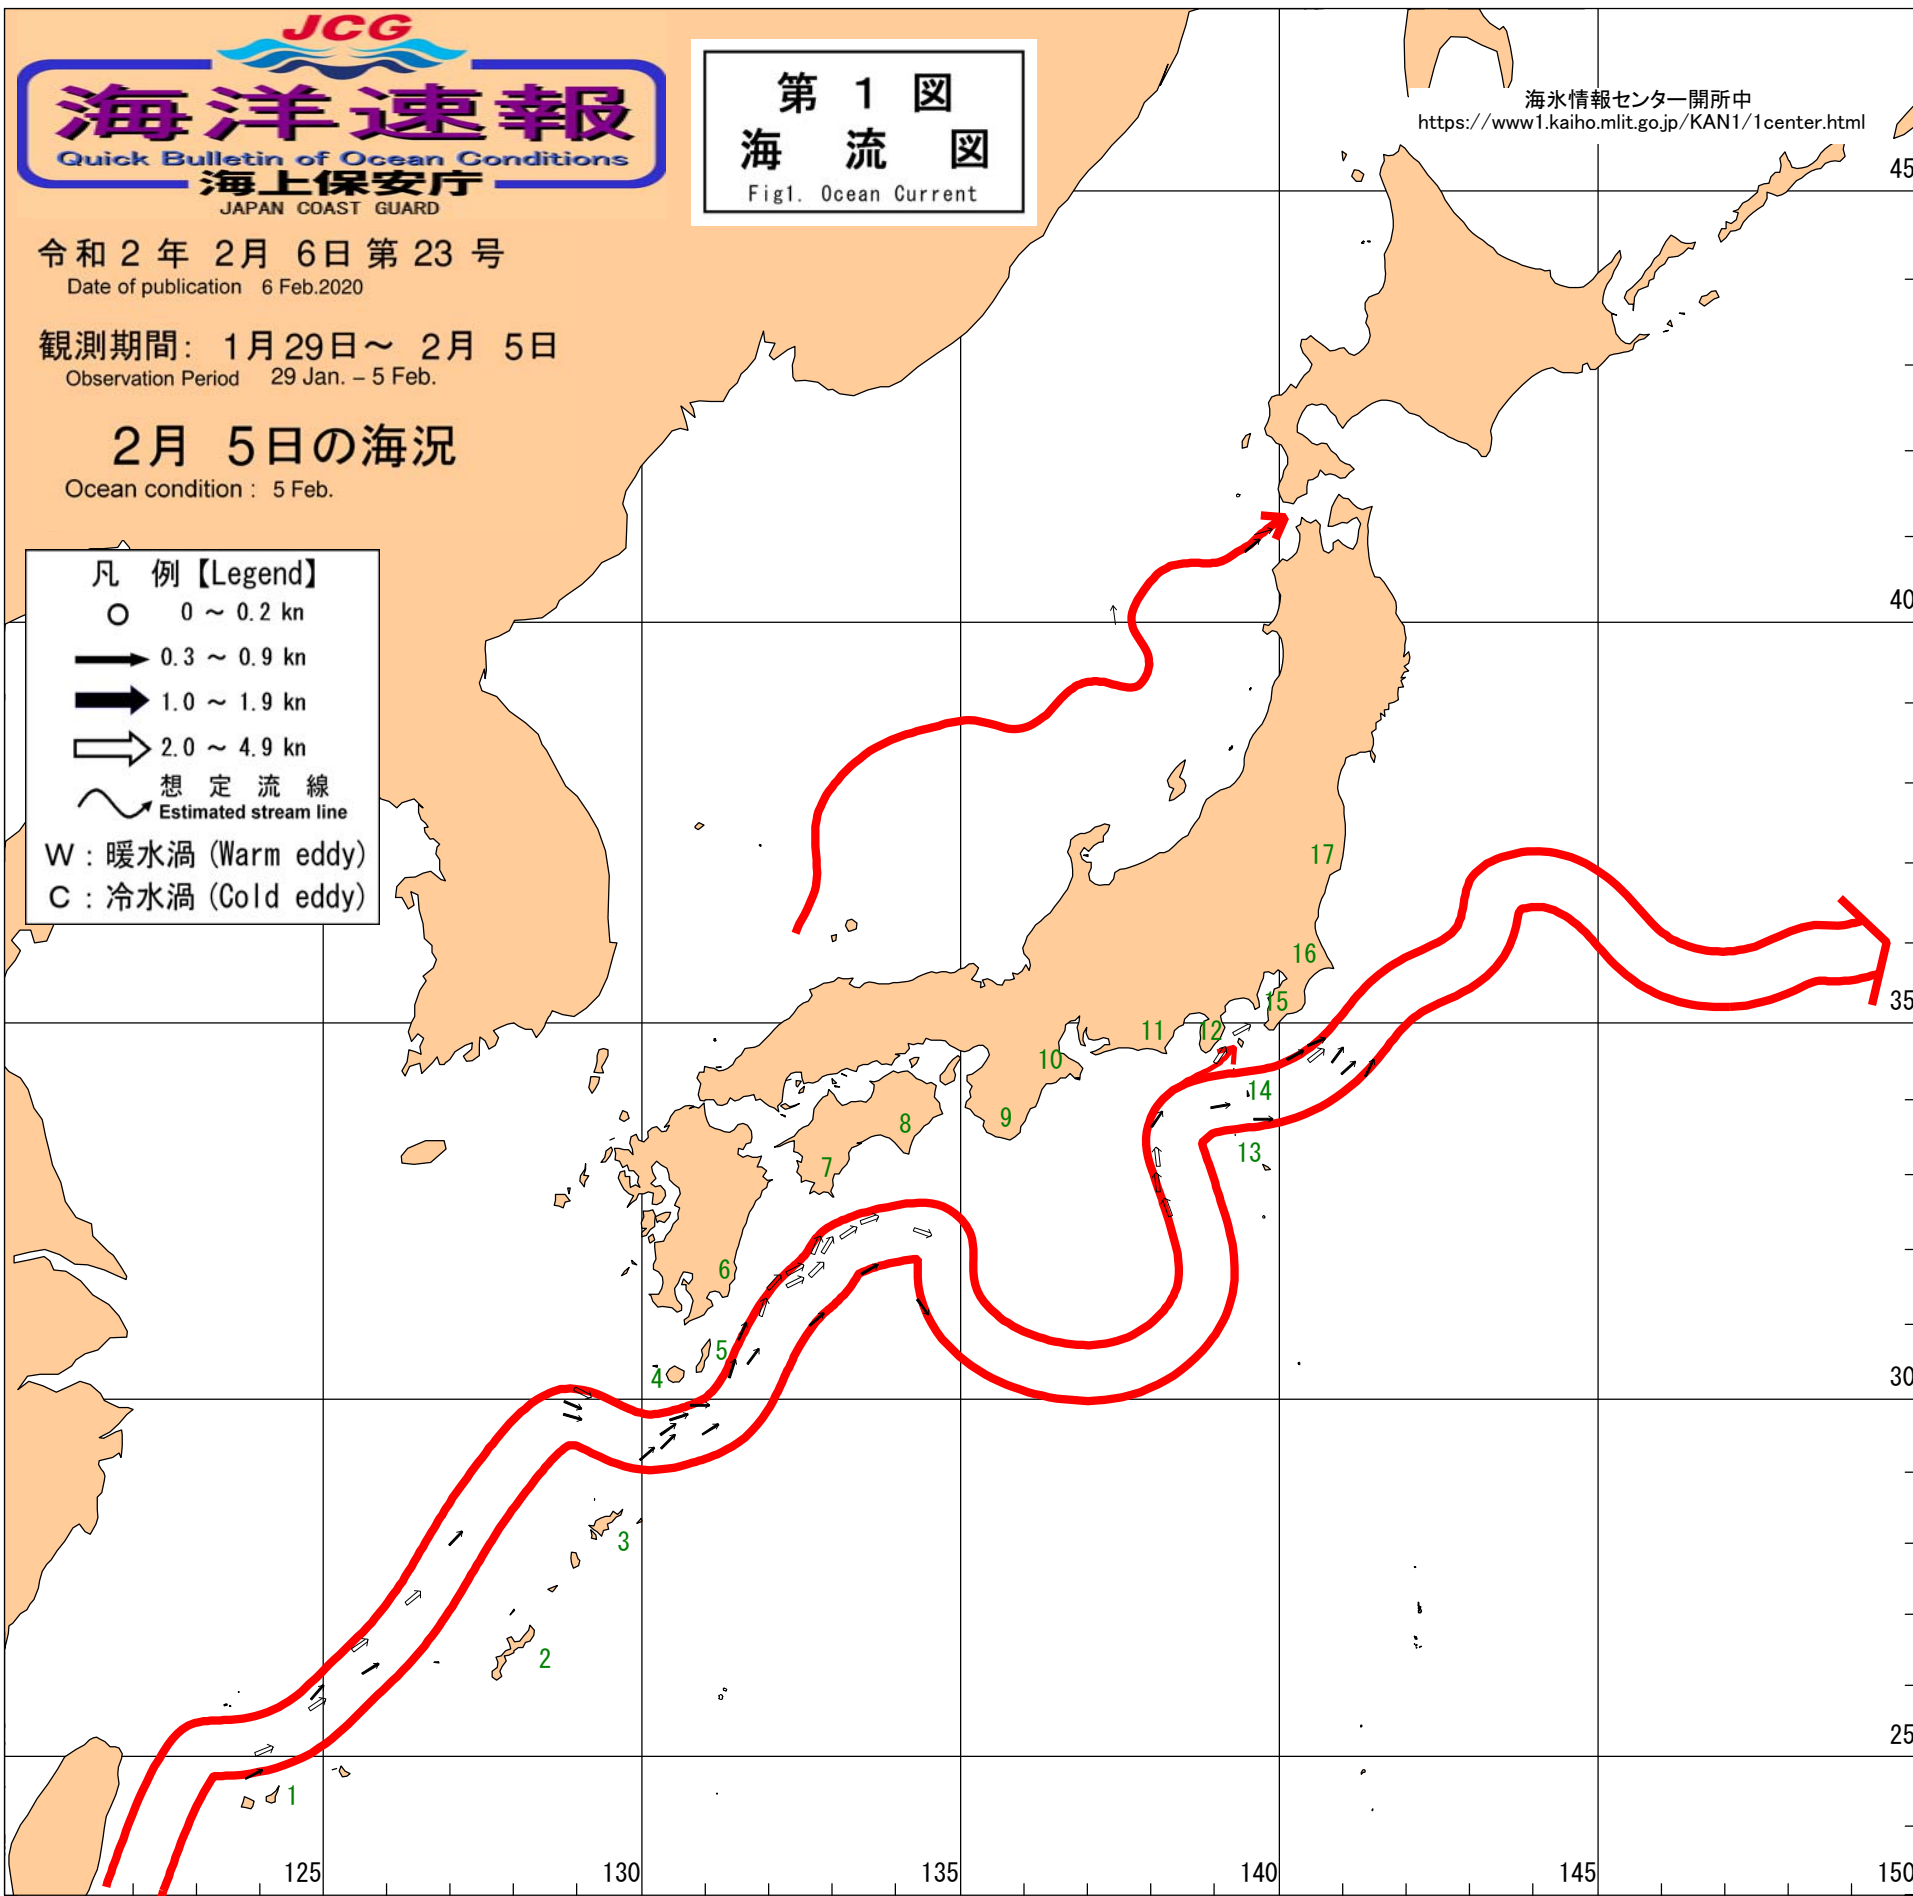 JCG
海洋速報
Quick Bulletin of Ocean Conditions
海上保安庁
JAPAN COAST GUARD
第 1 図
海 流 図
Fig1. Ocean Current
海氷情報センター開所中
https://www1.kaiho.mlit.go.jp/KAN1/1center.html
令和 2 年 2月 6日 第 23 号
Date of publication 6 Feb.2020
観測期間: 1月29日～ 2月 5日
Observation Period 29 Jan. – 5 Feb.
2月 5日の海況
Ocean condition : 5 Feb.
凡 例【Legend】
0 ～ 0.2 kn
0.3 ～ 0.9 kn
1.0 ～ 1.9 kn
2.0 ～ 4.9 kn
想 定 流 線
Estimated stream line
W : 暖水渦 (Warm eddy)
C : 冷水渦 (Cold eddy)
45
40
17
16
35
15
12
11
10
14
9
8
13
7
6
5
4
30
3
2
25
1
125
130
135
140
145
150